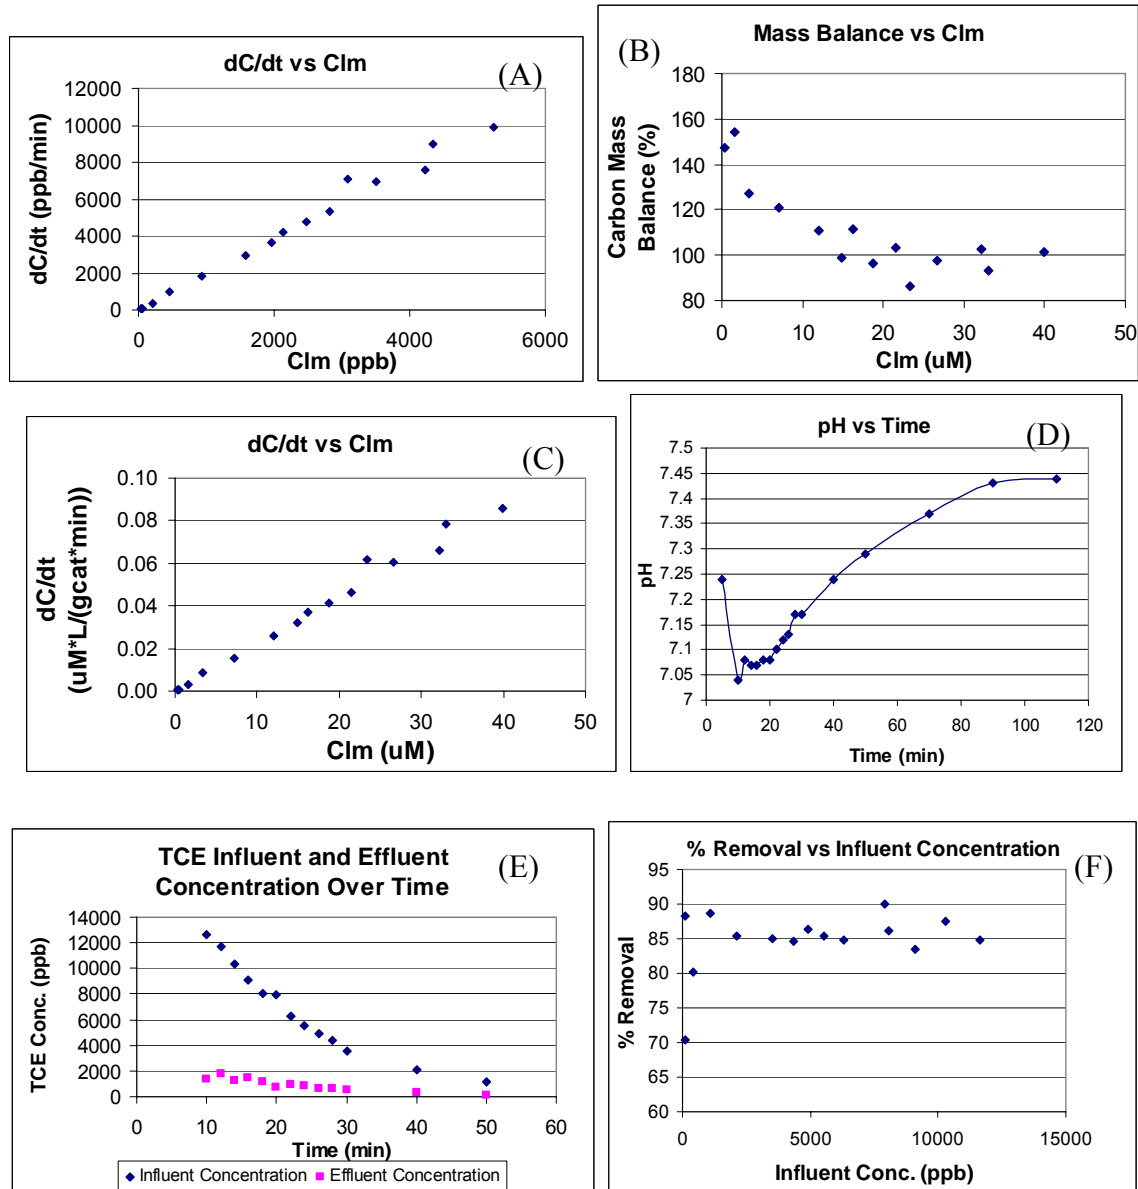 dC/dt vs Clm
(A)
dC/dt (ppb/min)
12000
10000
8000
6000
4000
2000
0
0 2000 4000 6000
Clm (ppb)
Mass Balance vs Clm
(B)
Carbon Mass
Balance (%)
180
160
140
120
100
80
0 10 20 30 40 50
Clm (uM)
dC/dt vs Clm
(C)
dC/dt
(uM*L/(gcat*min))
0.10
0.08
0.06
0.04
0.02
0.00
0 10 20 30 40 50
Clm (uM)
pH vs Time
(D)
pH
7.5
7.45
7.4
7.35
7.3
7.25
7.2
7.15
7.1
7.05
7
0 20 40 60 80 100 120
Time (min)
TCE Influent and Effluent
Concentration Over Time
(E)
TCE Conc. (ppb)
14000
12000
10000
8000
6000
4000
2000
0
0 10 20 30 40 50 60
Time (min)
Influent Concentration Effluent Concentration
% Removal vs Influent Concentration
(F)
% Removal
95
90
85
80
75
70
65
60
0 5000 10000 15000
Influent Conc. (ppb)